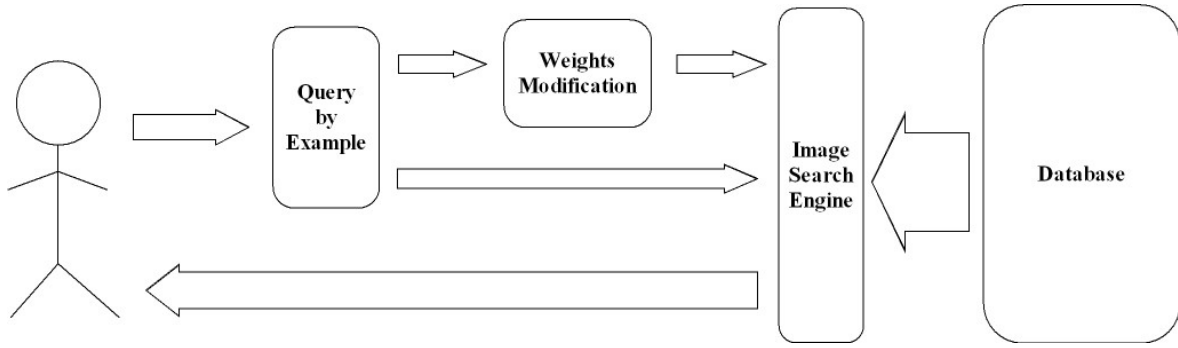 Query
by
Example
Weights
Modification
Image
Search
Engine
Database